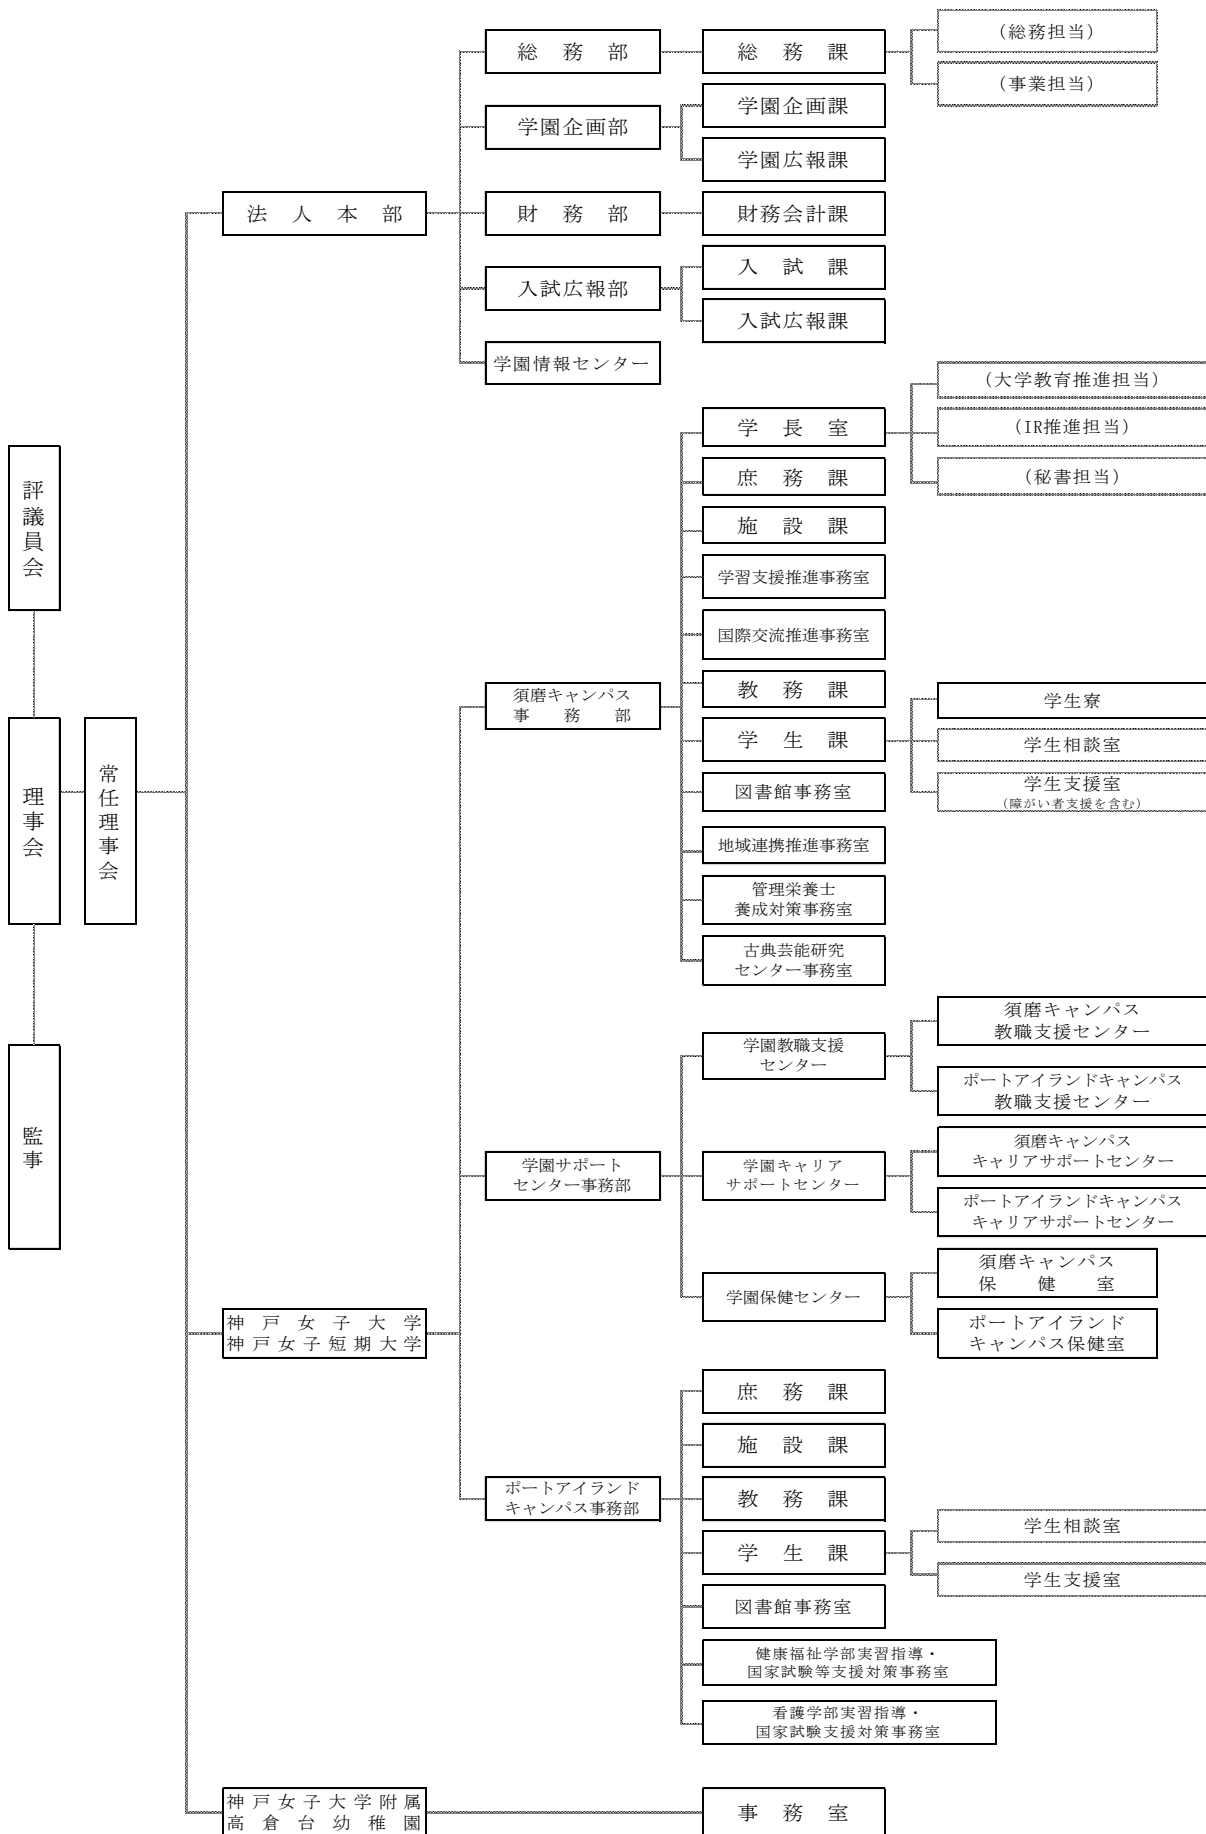 評議員会
理事会
監事
常任理事会
法人本部
総務部
総務課
（総務担当）
（事業担当）
学園企画部
学園企画課
学園広報課
財務部
財務会計課
入試広報部
入試課
入試広報課
学園情報センター
神戸女子大学
神戸女子短期大学
須磨キャンパス
事務部
学長室
（大学教育推進担当）
（IR推進担当）
（秘書担当）
庶務課
施設課
学習支援推進事務室
国際交流推進事務室
教務課
学生課
学生寮
学生相談室
学生支援室
（障がい者支援を含む）
図書館事務室
地域連携推進事務室
管理栄養士
養成対策事務室
古典芸能研究
センター事務室
学園サポート
センター事務部
学園教職支援
センター
須磨キャンパス
教職支援センター
ポートアイランドキャンパス
教職支援センター
学園キャリア
サポートセンター
須磨キャンパス
キャリアサポートセンター
ポートアイランドキャンパス
キャリアサポートセンター
学園保健センター
須磨キャンパス
保健室
ポートアイランド
キャンパス保健室
ポートアイランド
キャンパス事務部
庶務課
施設課
教務課
学生課
学生相談室
学生支援室
図書館事務室
健康福祉学部実習指導・
国家試験等支援対策事務室
看護学部実習指導・
国家試験支援対策事務室
神戸女子大学附属
高倉台幼稚園
事務室